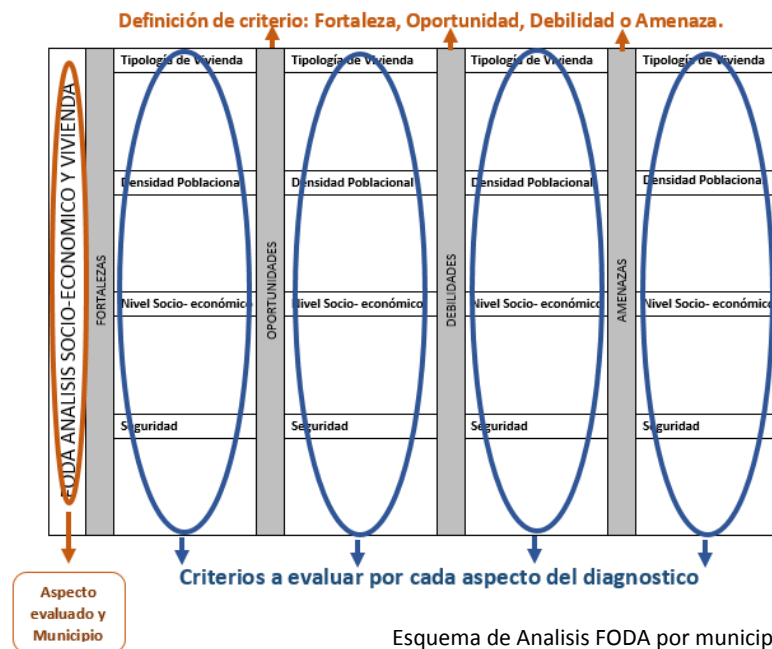 Definición de criterio: Fortaleza, Oportunidad, Debilidad o Amenaza.
FODA ANALISIS SOCIO-ECONOMICO Y VIVIENDA
FORTALEZAS
Tipología de Vivienda
Densidad Poblacional
Nivel Socio- económico
Seguridad
OPORTUNIDADES
Tipología de Vivienda
Densidad Poblacional
Nivel Socio- económico
Seguridad
DEBILIDADES
Tipología de Vivienda
Densidad Poblacional
Nivel Socio- económico
Seguridad
AMENAZAS
Tipología de Vivienda
Densidad Poblacional
Nivel Socio- económico
Seguridad
Criterios a evaluar por cada aspecto del diagnostico
Aspecto
evaluado y
Municipio
Esquema de Analisis FODA por municip